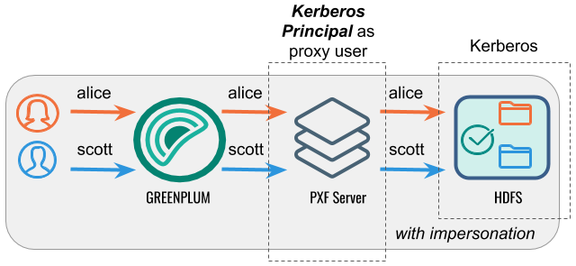 Kerberos
Principal as
proxy user
Kerberos
alice
alice
alice
scott
scott
scott
GREENPLUM
PXF Server
HDFS
with impersonation